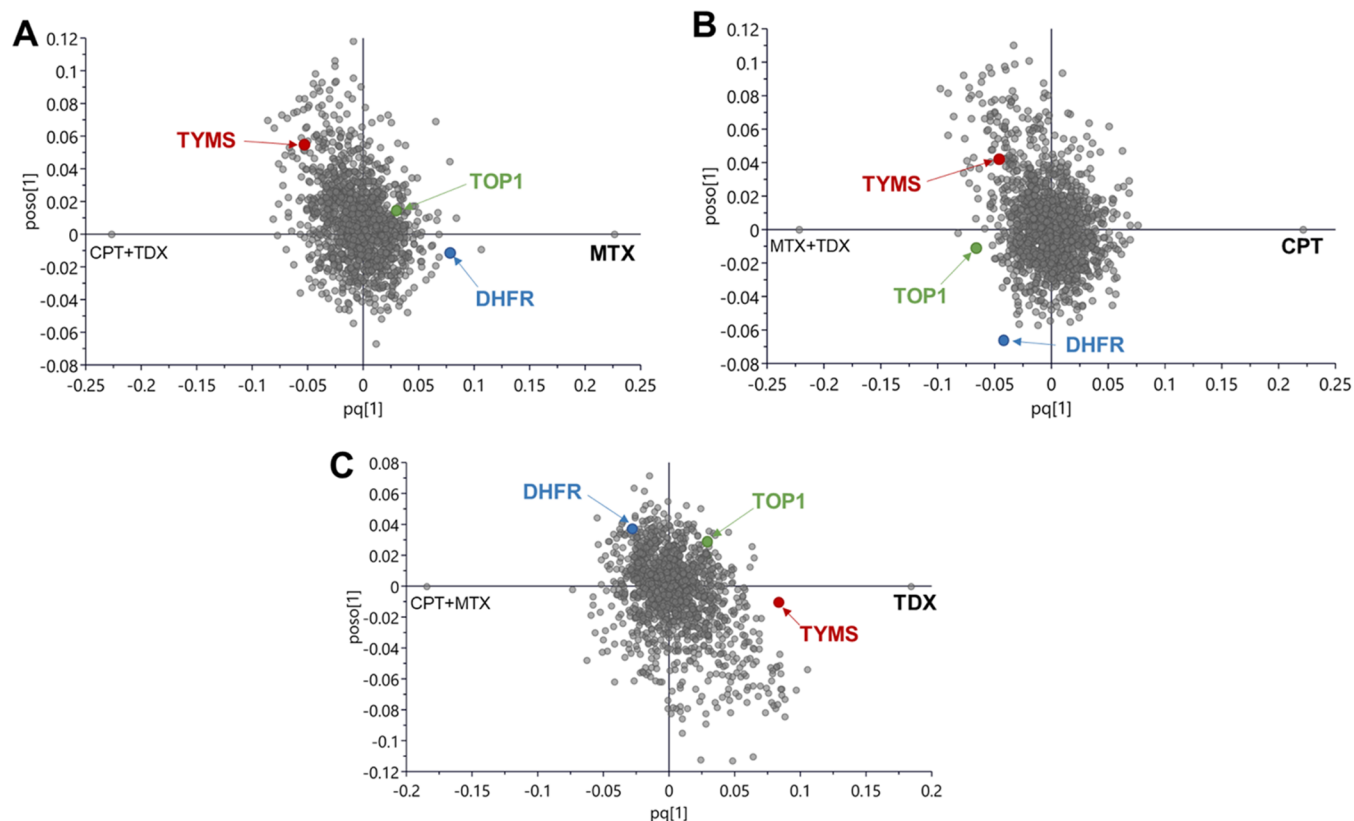 A
0.12
0.1
0.08
0.06
0.04
0.02
0
-0.02
-0.04
-0.06
-0.08
poso[1]
TYMS
TOP1
CPT+TDX
MTX
DHFR
-0.25 -0.2 -0.15 -0.1 -0.05 0 0.05 0.1 0.15 0.2 0.25
pq[1]
B
0.12
0.1
0.08
0.06
0.04
0.02
0
-0.02
-0.04
-0.06
-0.08
poso[1]
TYMS
MTX+TDX
CPT
TOP1
DHFR
-0.25 -0.2 -0.15 -0.1 -0.05 0 0.05 0.1 0.15 0.2 0.25
pq[1]
C
0.08
0.06
0.04
0.02
0
-0.02
-0.04
-0.06
-0.08
-0.1
-0.12
poso[1]
DHFR
TOP1
CPT+MTX
TDX
TYMS
-0.2 -0.15 -0.1 -0.05 0 0.05 0.1 0.15 0.2
pq[1]